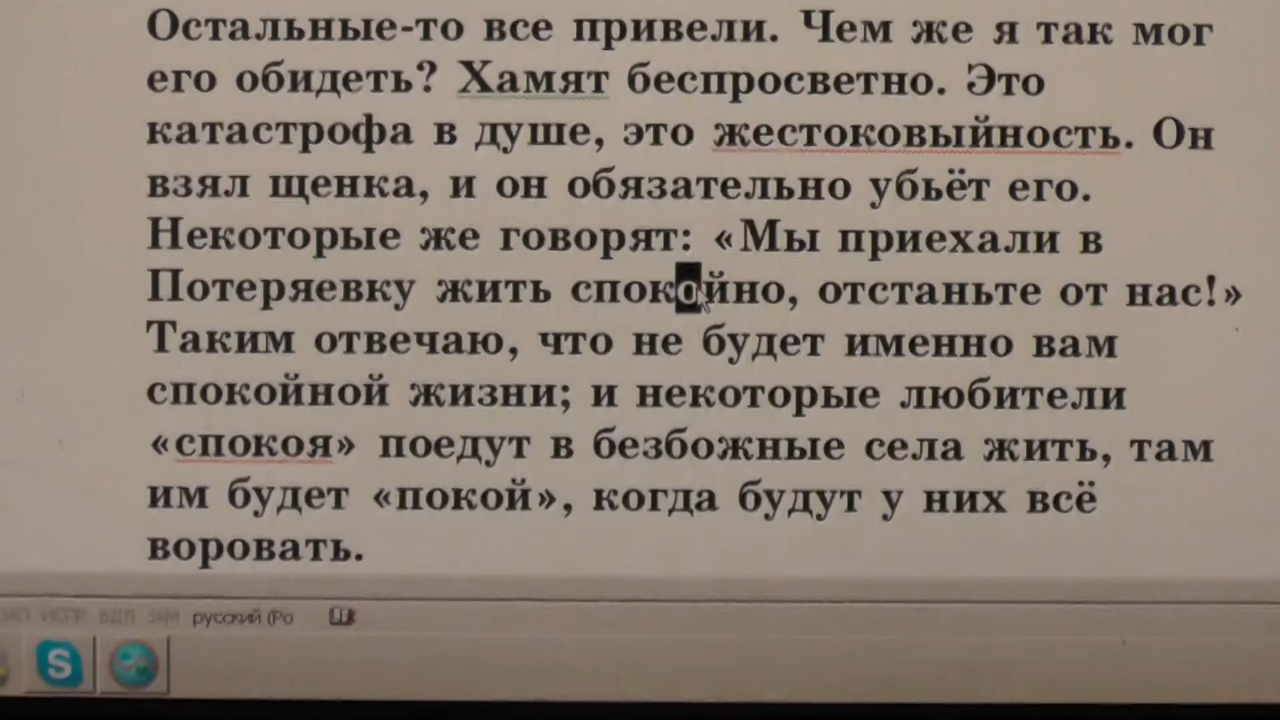 Остальные-то все привели. Чем же я так мог
его обидеть? Хамят беспросветно. Это
катастрофа в душе, это жестоковыйность. Он
взял щенка, и он обязательно убьёт его.
Некоторые же говорят: «Мы приехали в
Потеряевку жить спокойно, отстаньте от нас!»
Таким отвечаю, что не будет именно вам
спокойной жизни; и некоторые любители
«спокоя» поедут в безбожные села жить, там
им будет «покой», когда будут у них всё
воровать.
ИСПР ВДЛ ЗАМ русский (Ро
S